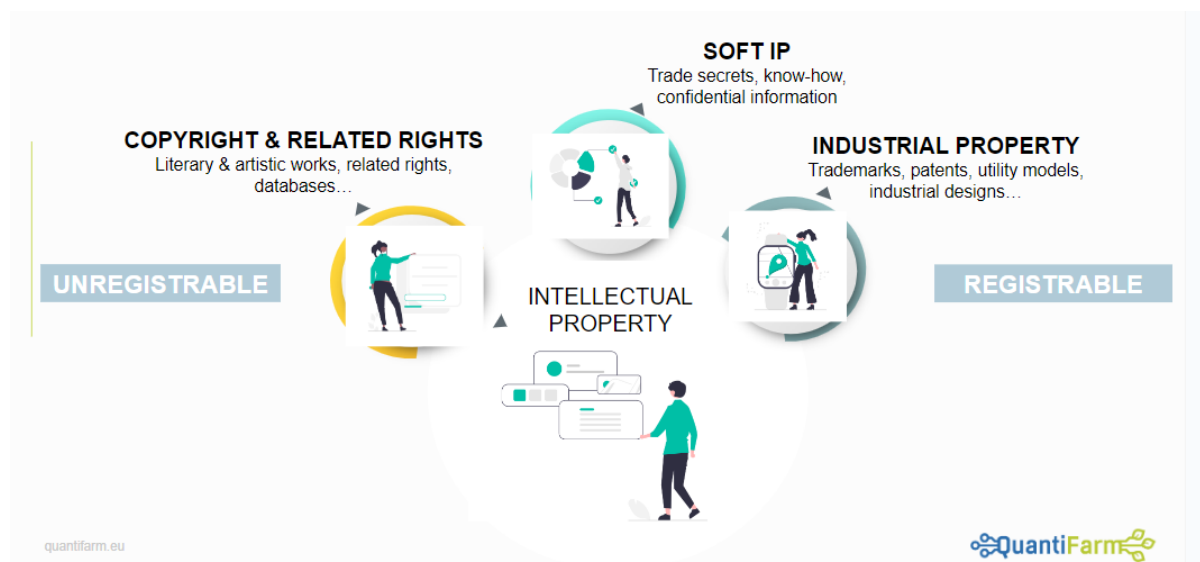 SOFT IP
Trade secrets, know-how,
confidential information
COPYRIGHT & RELATED RIGHTS
Literary & artistic works, related rights,
databases…
INDUSTRIAL PROPERTY
Trademarks, patents, utility models,
industrial designs…
UNREGISTRABLE
REGISTRABLE
INTELLECTUAL
PROPERTY
quantifarm.eu
QuantiFarm